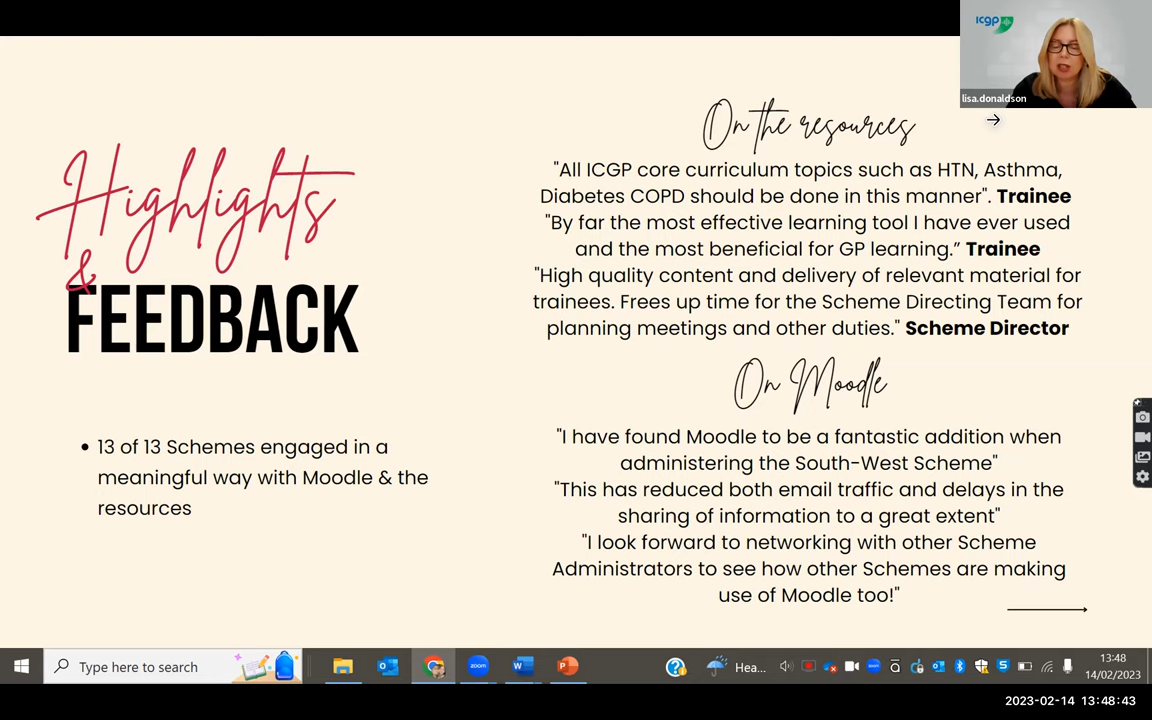 icgp
lisa.donaldson
Highlights
&
FEEDBACK
• 13 of 13 Schemes engaged in a
meaningful way with Moodle & the
resources
On the resources
"All ICGP core curriculum topics such as HTN, Asthma,
Diabetes COPD should be done in this manner". Trainee
"By far the most effective learning tool I have ever used
and the most beneficial for GP learning.” Trainee
"High quality content and delivery of relevant material for
trainees. Frees up time for the Scheme Directing Team for
planning meetings and other duties." Scheme Director
On Moodle
"I have found Moodle to be a fantastic addition when
administering the South-West Scheme"
"This has reduced both email traffic and delays in the
sharing of information to a great extent"
"I look forward to networking with other Scheme
Administrators to see how other Schemes are making
use of Moodle too!"
Type here to search
zoom
Hea...
13:48
14/02/2023
2023-02-14 13:48:43